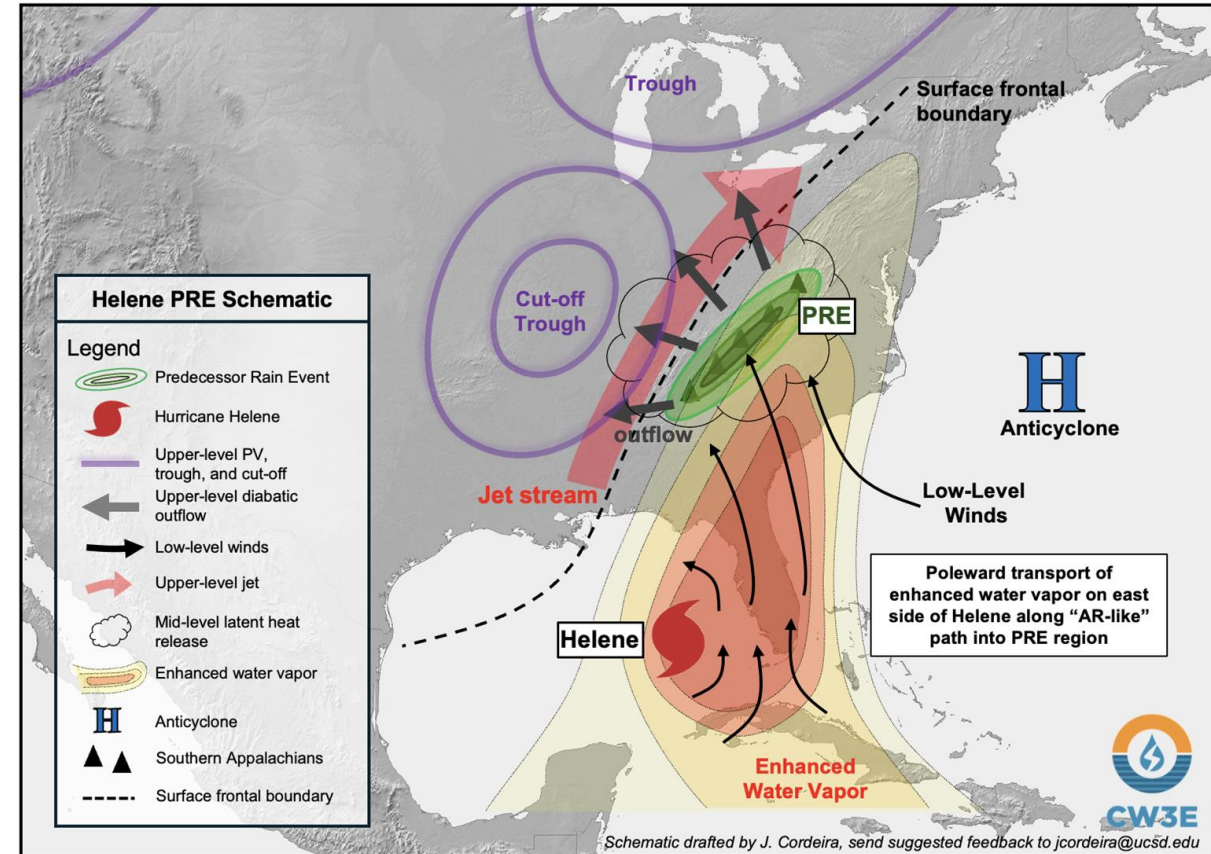 Trough
Surface frontal
boundary
Cut-off
Trough
PRE
H
Anticyclone
outflow
Jet stream
Low-Level
Winds
Poleward transport of
enhanced water vapor on east
side of Helene along “AR-like”
path into PRE region
Helene
Enhanced
Water Vapor
Helene PRE Schematic
Legend
Predecessor Rain Event
Hurricane Helene
Upper-level PV,
trough, and cut-off
Upper-level diabatic
outflow
Low-level winds
Upper-level jet
Mid-level latent heat
release
Enhanced water vapor
H
Anticyclone
Southern Appalachians
Surface frontal boundary
CW3E
Schematic drafted by J. Cordeira, send suggested feedback to jcordeira@ucsd.edu